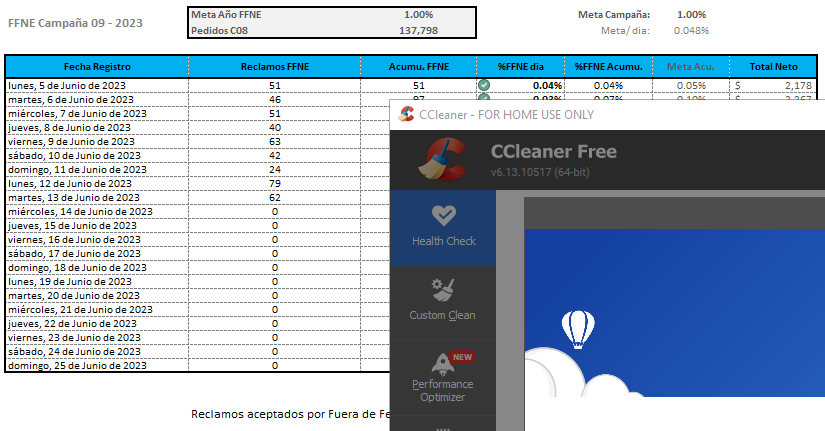 FFNE Campaña 09 - 2023
Meta Año FFNE 1.00%
Pedidos C08 137,798
Meta Campaña: 1.00%
Meta/ dia: 0.048%
Fecha Registro Reclamos FFNE Acumu. FFNE %FFNE dia %FFNE Acumu. Meta Acu. Total Neto
lunes, 5 de Junio de 2023 51 51 0.04% 0.04% 0.05% $ 2,178
martes, 6 de Junio de 2023 46
miércoles, 7 de Junio de 2023 51
jueves, 8 de Junio de 2023 40
viernes, 9 de Junio de 2023 63
sábado, 10 de Junio de 2023 42
domingo, 11 de Junio de 2023 24
lunes, 12 de Junio de 2023 79
martes, 13 de Junio de 2023 62
miércoles, 14 de Junio de 2023 0
jueves, 15 de Junio de 2023 0
viernes, 16 de Junio de 2023 0
sábado, 17 de Junio de 2023 0
domingo, 18 de Junio de 2023 0
lunes, 19 de Junio de 2023 0
martes, 20 de Junio de 2023 0
miércoles, 21 de Junio de 2023 0
jueves, 22 de Junio de 2023 0
viernes, 23 de Junio de 2023 0
sábado, 24 de Junio de 2023 0
domingo, 25 de Junio de 2023 0
Reclamos aceptados por Fuera de Fe
CCleaner - FOR HOME USE ONLY
CCleaner Free
v6.13.10517 (64-bit)
Health Check
Custom Clean
NEW
Performance
Optimizer